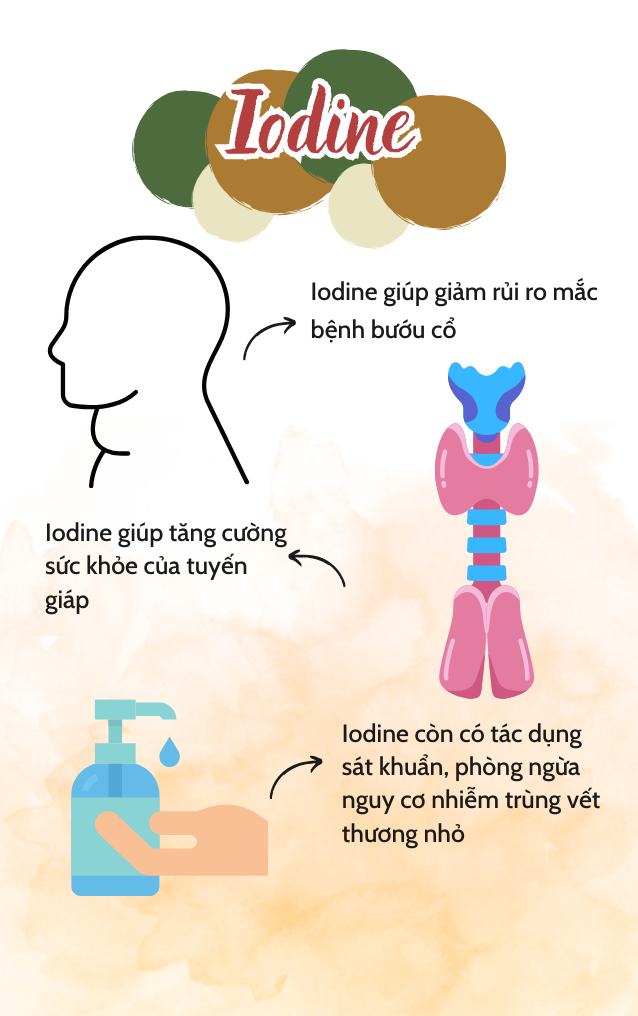 Iodine
Iodine giúp giảm rủi ro mắc
bệnh bướu cổ
Iodine giúp tăng cường
sức khỏe của tuyến
giáp
Iodine còn có tác dụng
sát khuẩn, phòng ngừa
nguy cơ nhiễm trùng vết
thương nhỏ